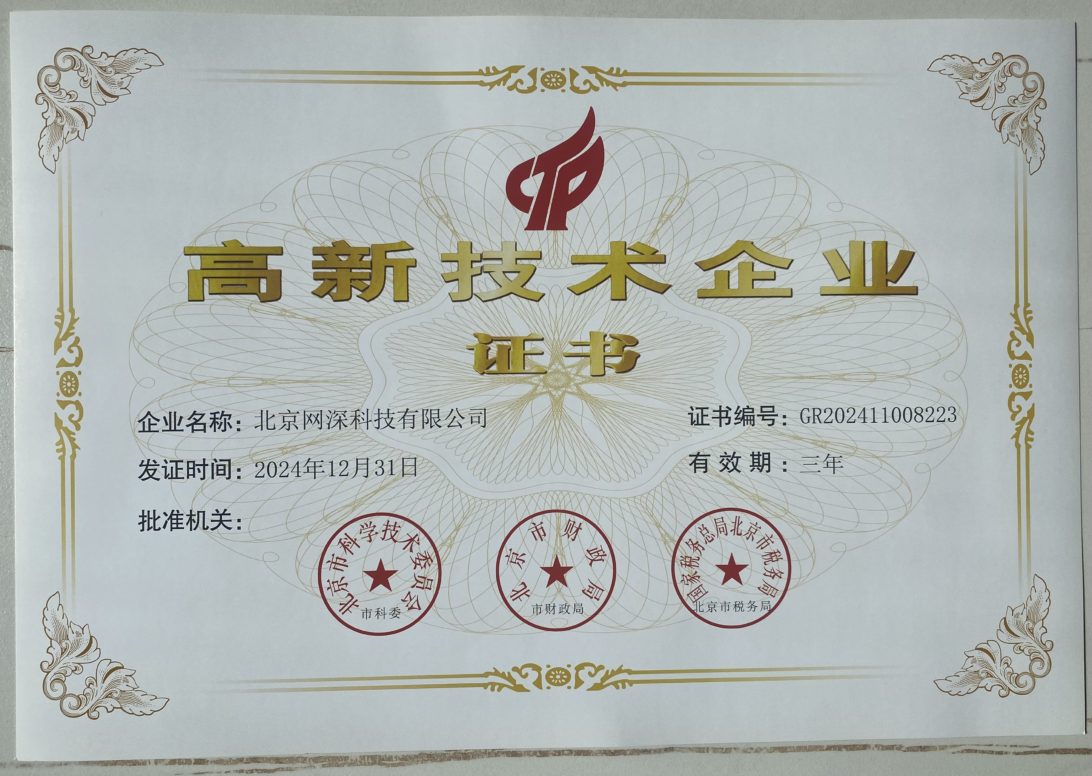 CTP
高新技术企业
证书
企业名称：北京网深科技有限公司
证书编号：GR202411008223
发证时间：2024年12月31日
有效期：三年
批准机关：
北京市科学技术委员会
市科委
北京市财政局
市财政局
国家税务总局北京市税务局
北京市税务局